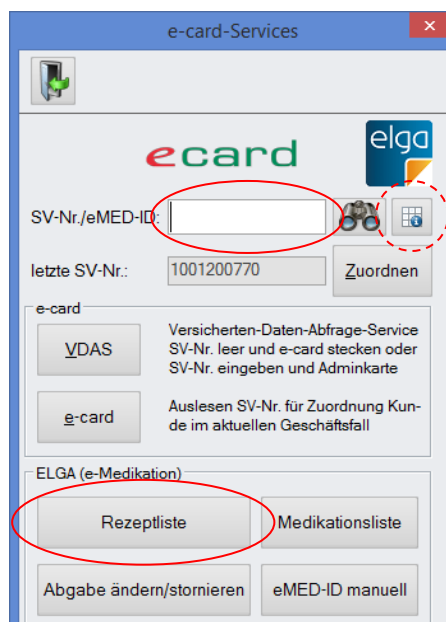 e-card-Services
×
elga
ecard
SV-Nr./eMED-ID:
letzte SV-Nr.: 1001200770 Zuordnen
e-card
VDAS
Versicherten-Daten-Abfrage-Service
SV-Nr. leer und e-card stecken oder
SV-Nr. eingeben und Adminkarte
e-card
Auslesen SV-Nr. für Zuordnung Kun-
de im aktuellen Geschäftsfall
ELGA (e-Medikation)
Rezeptliste Medikationsliste
Abgabe ändern/stornieren eMED-ID manuell